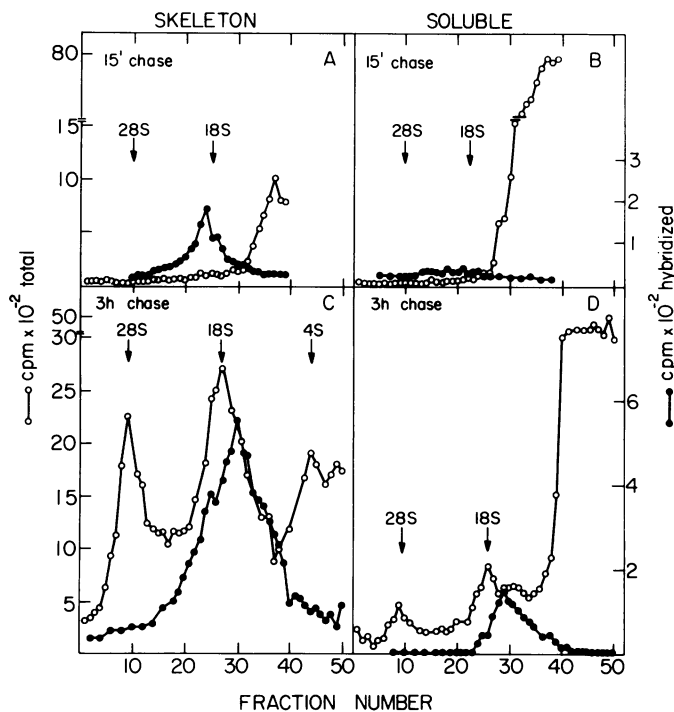 SKELETON
SOLUBLE
15' chase
A
80
15
10
28S
18S
15' chase
B
28S
18S
3
2
1
3h chase
C
50
30
25
20
15
10
5
28S
18S
4S
10
20
30
40
50
3h chase
D
28S
18S
6
4
2
10
20
30
40
50
cpm x 10⁻² total
cpm x 10⁻² hybridized
FRACTION NUMBER